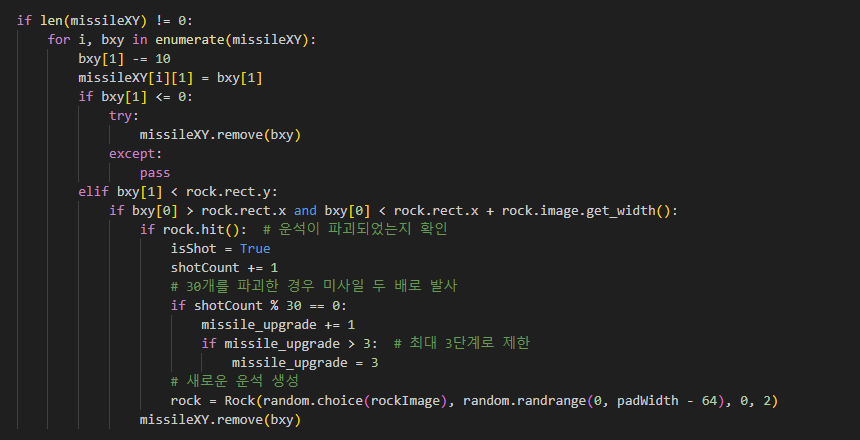 if len(missileXY) != 0:
    for i, bxy in enumerate(missileXY):
        bxy[1] -= 10
        missileXY[i][1] = bxy[1]
        if bxy[1] <= 0:
            try:
                missileXY.remove(bxy)
            except:
                pass
        elif bxy[1] < rock.rect.y:
            if bxy[0] > rock.rect.x and bxy[0] < rock.rect.x + rock.image.get_width():
                if rock.hit():  # 운석이 파괴되었는지 확인
                    isShot = True
                    shotCount += 1
                    # 30개를 파괴한 경우 미사일 두 배로 발사
                    if shotCount % 30 == 0:
                        missile_upgrade += 1
                        if missile_upgrade > 3:  # 최대 3단계로 제한
                            missile_upgrade = 3
                    # 새로운 운석 생성
                    rock = Rock(random.choice(rockImage), random.randrange(0, padWidth - 64), 0, 2)
                missileXY.remove(bxy)